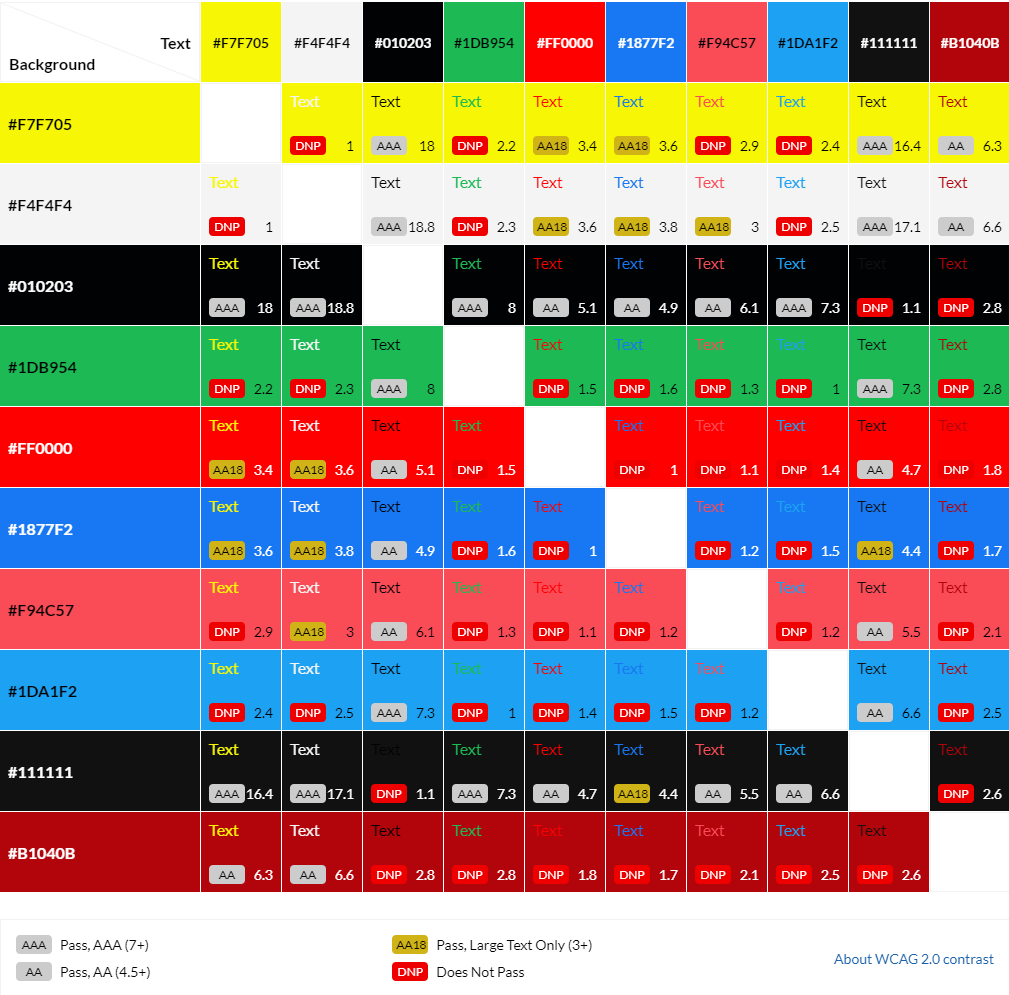 Text #F7F705 #F4F4F4 #010203 #1DB954 #FF0000 #1877F2 #F94C57 #1DA1F2 #111111 #B1040B
Background
#F7F705 Text Text Text Text Text Text Text Text Text
DNP 1 AAA 18 DNP 2.2 AA18 3.4 AA18 3.6 DNP 2.9 DNP 2.4 AAA 16.4 AA 6.3
#F4F4F4 Text Text Text Text Text Text Text Text Text
DNP 1 AAA 18.8 DNP 2.3 AA18 3.6 AA18 3.8 AA18 3 DNP 2.5 AAA 17.1 AA 6.6
#010203 Text Text Text Text Text Text Text Text Text
AAA 18 AAA 18.8 AAA 8 AA 5.1 AA 4.9 AA 6.1 AAA 7.3 DNP 1.1 DNP 2.8
#1DB954 Text Text Text Text Text Text Text Text Text
DNP 2.2 DNP 2.3 AAA 8 DNP 1.5 DNP 1.6 DNP 1.3 DNP 1 AAA 7.3 DNP 2.8
#FF0000 Text Text Text Text Text Text Text Text Text
AA18 3.4 AA18 3.6 AA 5.1 DNP 1.5 DNP 1 DNP 1.1 DNP 1.4 AA 4.7 DNP 1.8
#1877F2 Text Text Text Text Text Text Text Text Text
AA18 3.6 AA18 3.8 AA 4.9 DNP 1.6 DNP 1 DNP 1.2 DNP 1.5 AA18 4.4 DNP 1.7
#F94C57 Text Text Text Text Text Text Text Text Text
DNP 2.9 AA18 3 AA 6.1 DNP 1.3 DNP 1.1 DNP 1.2 DNP 1.2 AA 5.5 DNP 2.1
#1DA1F2 Text Text Text Text Text Text Text Text Text
DNP 2.4 DNP 2.5 AAA 7.3 DNP 1 DNP 1.4 DNP 1.5 DNP 1.2 AA 6.6 DNP 2.5
#111111 Text Text Text Text Text Text Text Text Text
AAA 16.4 AAA 17.1 DNP 1.1 AAA 7.3 AA 4.7 AA18 4.4 AA 5.5 AA 6.6 DNP 2.6
#B1040B Text Text Text Text Text Text Text Text Text
AA 6.3 AA 6.6 DNP 2.8 DNP 2.8 DNP 1.8 DNP 1.7 DNP 2.1 DNP 2.5 DNP 2.6
AAA Pass, AAA (7+) AA18 Pass, Large Text Only (3+)
About WCAG 2.0 contrast
AA Pass, AA (4.5+) DNP Does Not Pass